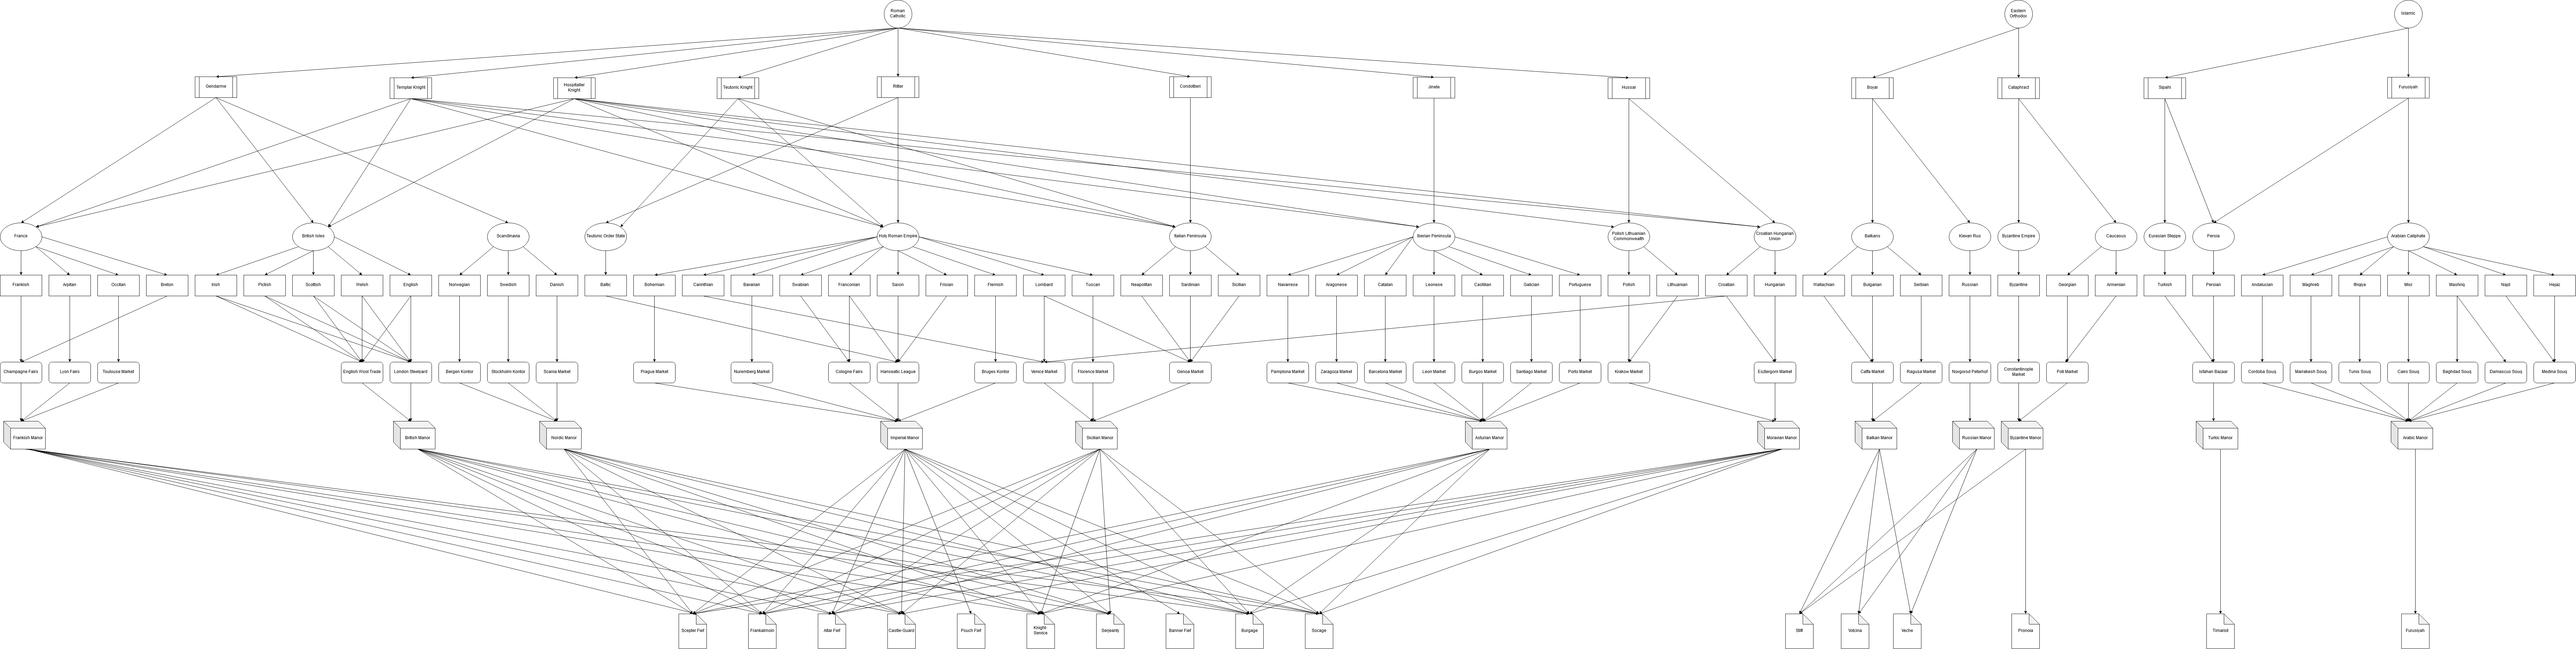 Roman
Catholic
Eastern
Orthodox
Islamic
Gendarme
Templar Knight
Hospitaller
Knight
Teutonic Knight
Ritter
Condottieri
Jinete
Hussar
Boyar
Cataphract
Sipahi
Furusiyah
France
British Isles
Scandinavia
Teutonic Order State
Holy Roman Empire
Italian Peninsula
Iberian Peninsula
Polish Lithuanian
Commonwealth
Croatian Hungarian
Union
Balkans
Kievan Rus
Byzantine Empire
Caucasus
Eurasian Steppe
Persia
Arabian Caliphate
Frankish
Arpitan
Occitan
Breton
Irish
Pictish
Scottish
Welsh
English
Norwegian
Swedish
Danish
Baltic
Bohemian
Carinthian
Bavarian
Swabian
Franconian
Saxon
Frisian
Flemish
Lombard
Tuscan
Neapolitan
Sardinian
Sicilian
Navarrese
Aragonese
Catalan
Leonese
Castilian
Galician
Portuguese
Polish
Lithuanian
Croatian
Hungarian
Wallachian
Bulgarian
Serbian
Russian
Byzantine
Georgian
Armenian
Turkish
Persian
Andalucian
Maghreb
Ifriqiya
Misr
Mashriq
Najd
Hejaz
Champagne Fairs
Lyon Fairs
Toulouse Market
English Wool Trade
London Steelyard
Bergen Kontor
Stockholm Kontor
Scania Market
Prague Market
Nuremberg Market
Cologne Fairs
Hanseatic League
Bruges Kontor
Venice Market
Florence Market
Genoa Market
Pamplona Market
Zaragoza Market
Barcelona Market
Leon Market
Burgos Market
Santiago Market
Porto Market
Krakow Market
Esztergom Market
Caffa Market
Ragusa Market
Novgorod Peterhof
Constantinople
Market
Poti Market
Isfahan Bazaar
Cordoba Souq
Marrakesh Souq
Tunis Souq
Cairo Souq
Baghdad Souq
Damascus Souq
Medina Souq
Frankish Manor
British Manor
Nordic Manor
Imperial Manor
Sicilian Manor
Asturian Manor
Moravian Manor
Balkan Manor
Russian Manor
Byzantine Manor
Turkic Manor
Arabic Manor
Scepter Fief
Frankalmoin
Altar Fief
Castle-Guard
Pouch Fief
Knight-
Service
Serjeanty
Banner Fief
Burgage
Socage
Stift
Votcina
Veche
Pronoia
Timariot
Furusiyah